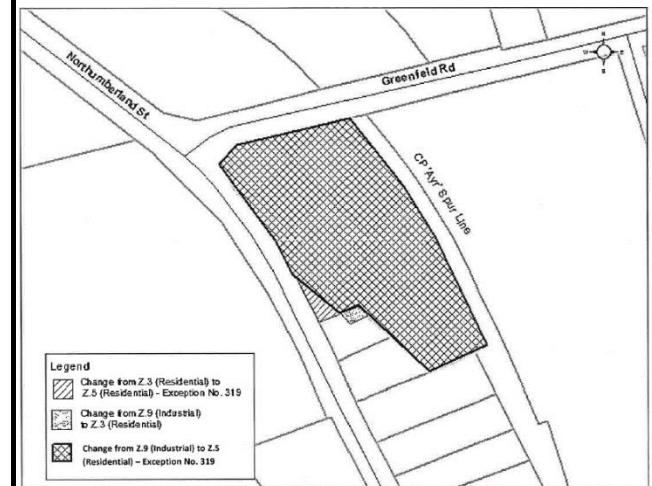 Northumberland St
Greenfeld Rd
CP 'Ayr' Spur Line
Legend
Change from Z.3 (Residential) to
Z.5 (Residential) - Exception No. 319
Change from Z.9 (Industrial)
to Z.3 (Residential)
Change from Z.9 (Industrial) to Z.5
(Residential) – Exception No. 319